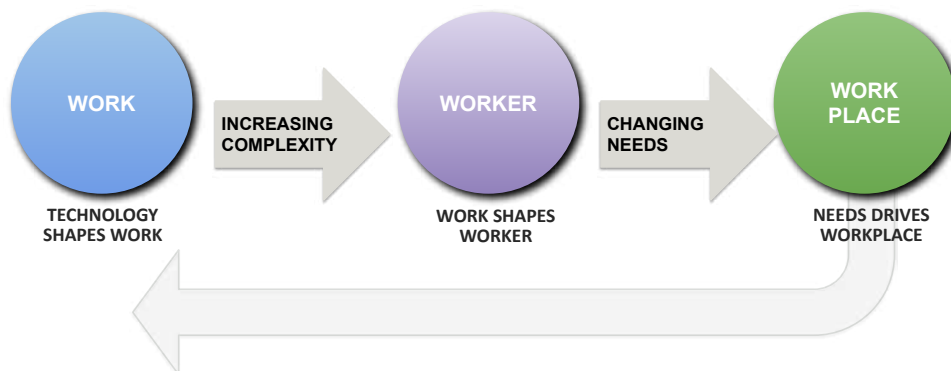 WORK
INCREASING
COMPLEXITY
WORKER
CHANGING
NEEDS
WORK
PLACE
TECHNOLOGY
SHAPES WORK
WORK SHAPES
WORKER
NEEDS DRIVES
WORKPLACE